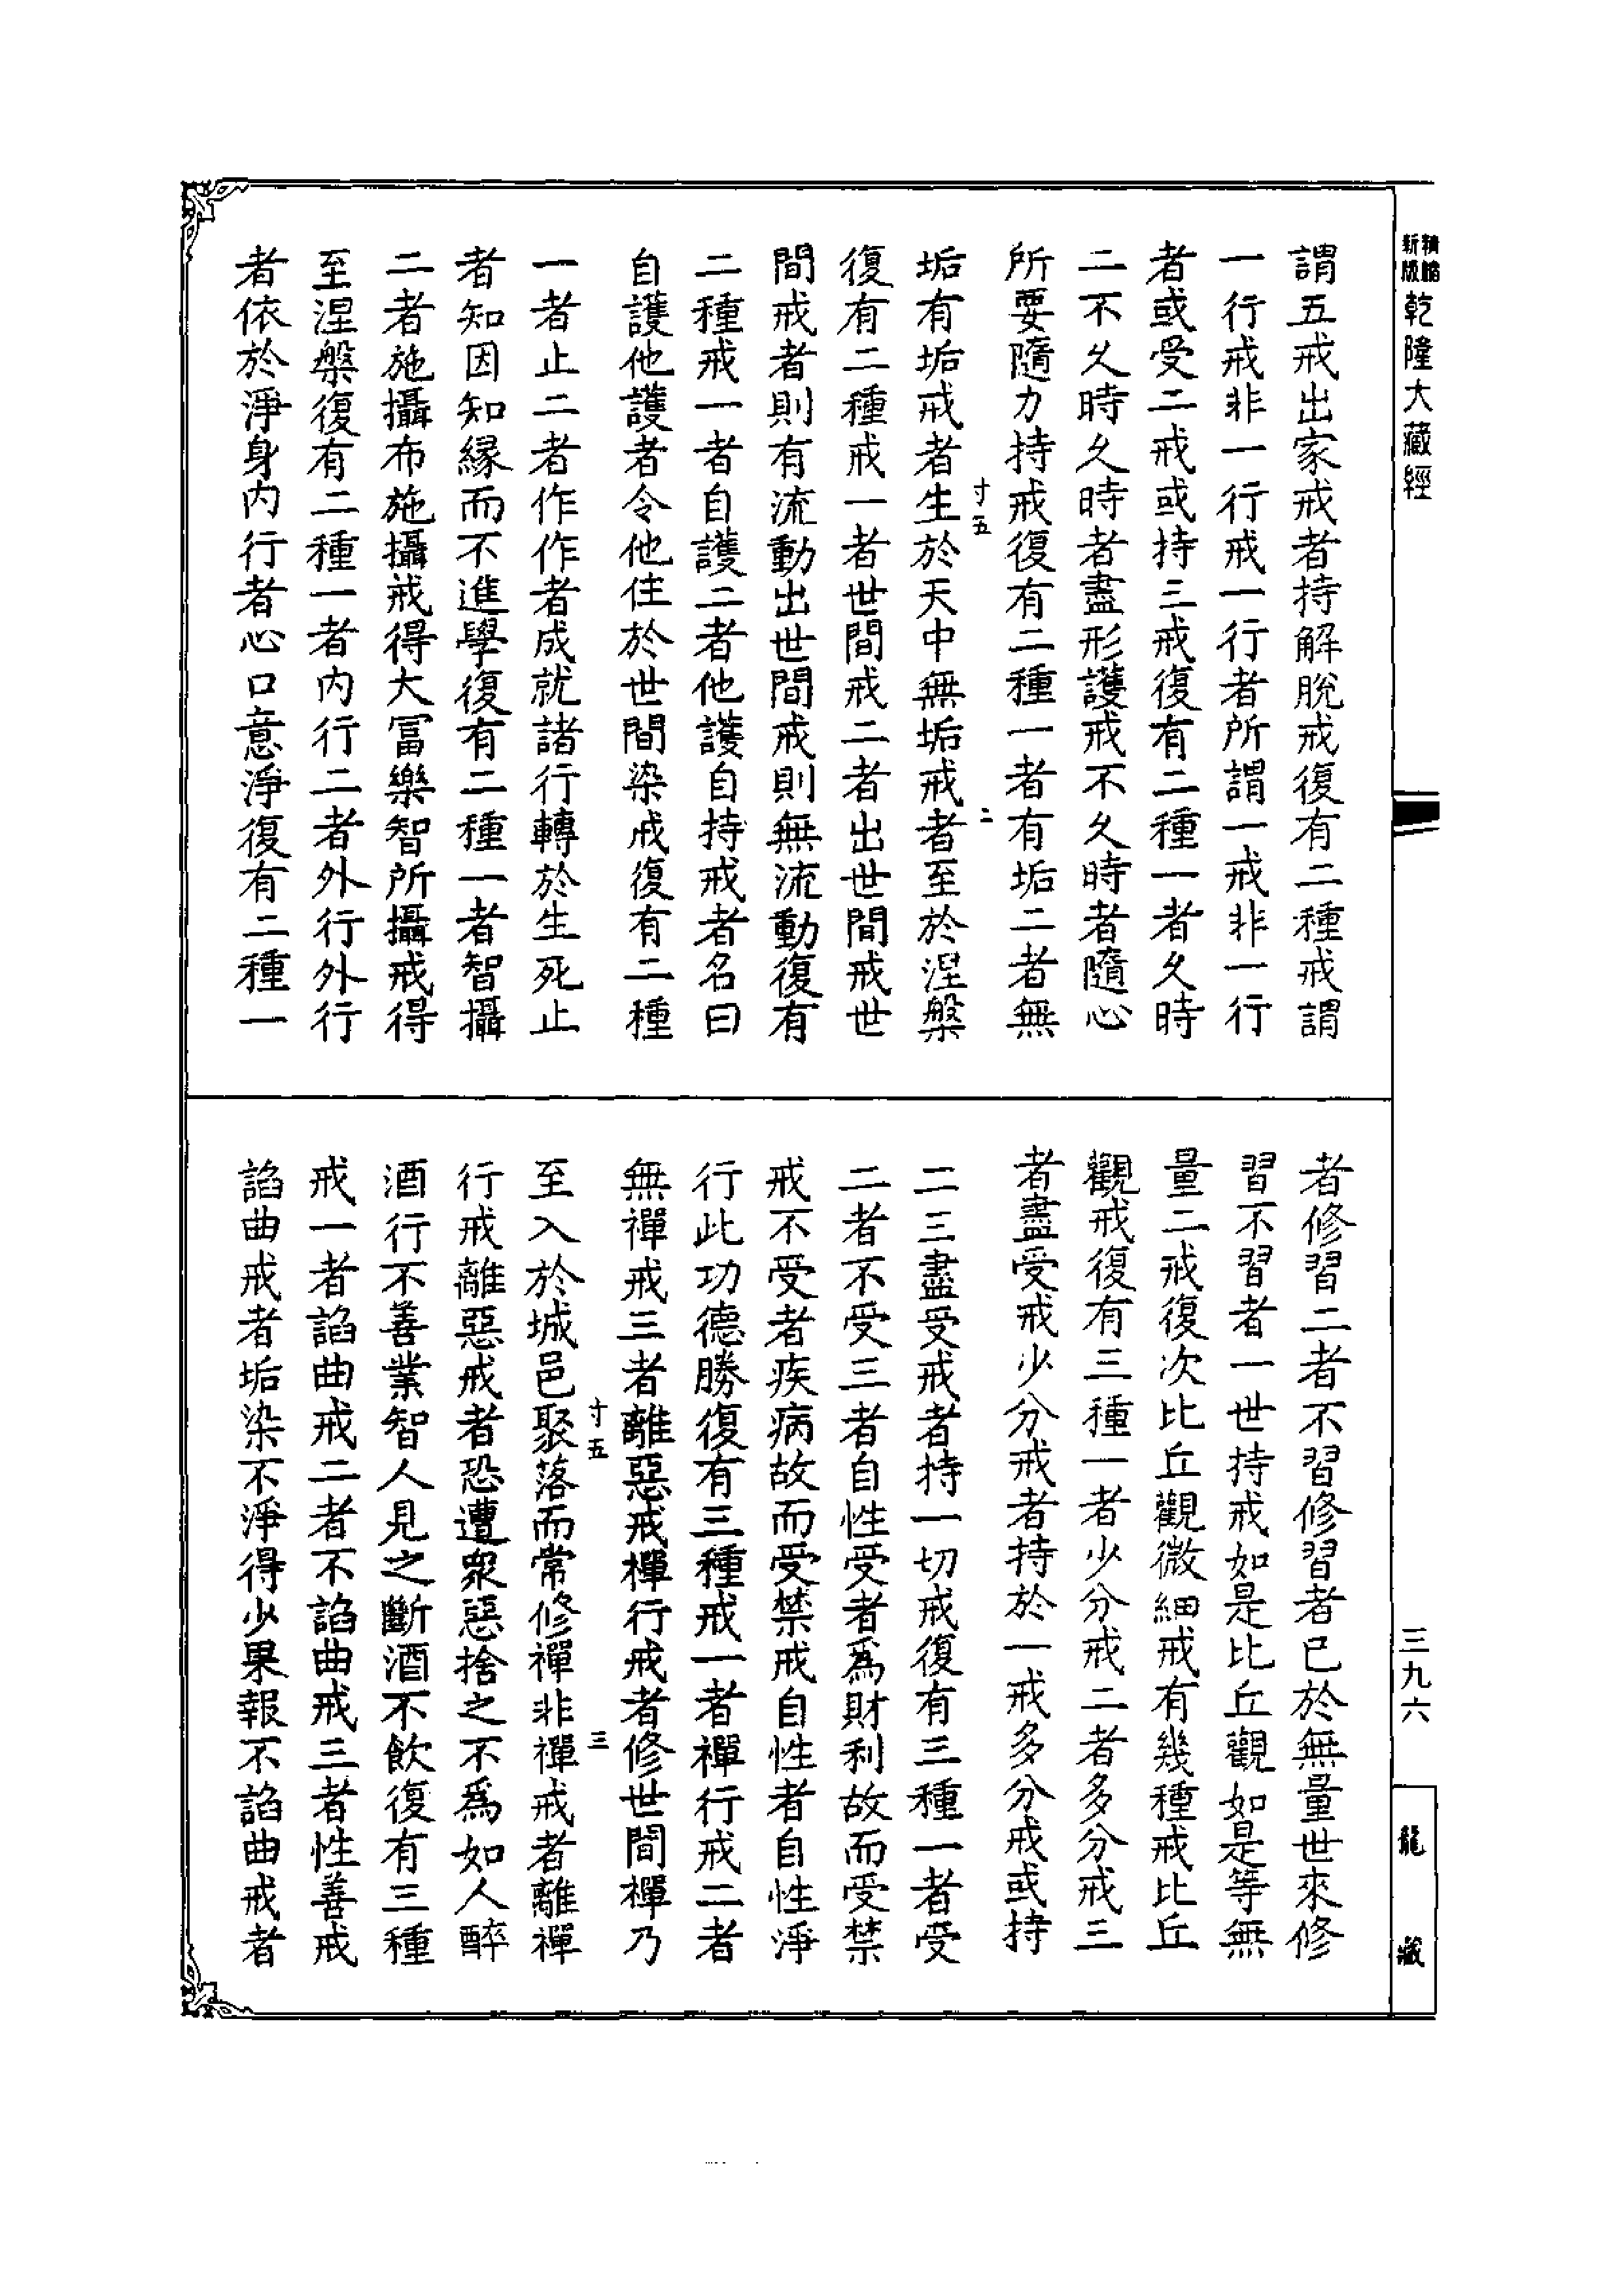 新版精縮乾隆大藏經
三九六
龍藏
謂五戒出家戒者持解脫戒復有二種戒謂
一行戒非一行戒一行者所謂一戒非一行
者或受二戒或持三戒復有二種一者久時
二不久時久時者盡形護戒不久時者隨心
所要隨力持戒復有二種一者有垢二者無
寸五
二
垢有垢戒者生於天中無垢戒者至於涅槃
復有二種戒一者世間戒二者出世間戒世
間戒者則有流動出世間戒則無流動復有
二種戒一者自護二者他護自持戒者名曰
自護他護者令他住於世間染戒復有二種
一者止二者作作者成就諸行轉於生死止
者知因知縁而不進學復有二種一者智攝
二者施攝布施攝戒得大冨樂智所攝戒得
至涅槃復有二種一者內行二者外行外行
者依於淨身內行者心口意淨復有二種一
者修習二者不習修習者已於無量世來修
習不習者一世持戒如是比丘觀如是等無
量二戒復次比丘觀微細戒有幾種戒比丘
觀戒復有三種一者少分戒二者多分戒三
者盡受戒少分戒者持於一戒多分戒或持
二三盡受戒者持一切戒復有三種一者受
二者不受三者自性受者爲財利故而受禁
戒不受者疾病故而受禁戒自性者自性淨
行此功德勝復有三種戒一者禪行戒二者
無禪戒三者離惡戒禪行戒者修世間禪乃
寸五
三
至入於城邑聚落而常修禪非禪戒者離禪
行戒離惡戒者恐遭衆惡捨之不爲如人醉
酒行不善業智人見之斷酒不飲復有三種
戒一者諂曲戒二者不諂曲戒三者性善戒
諂曲戒者垢染不淨得少果報不諂曲戒者